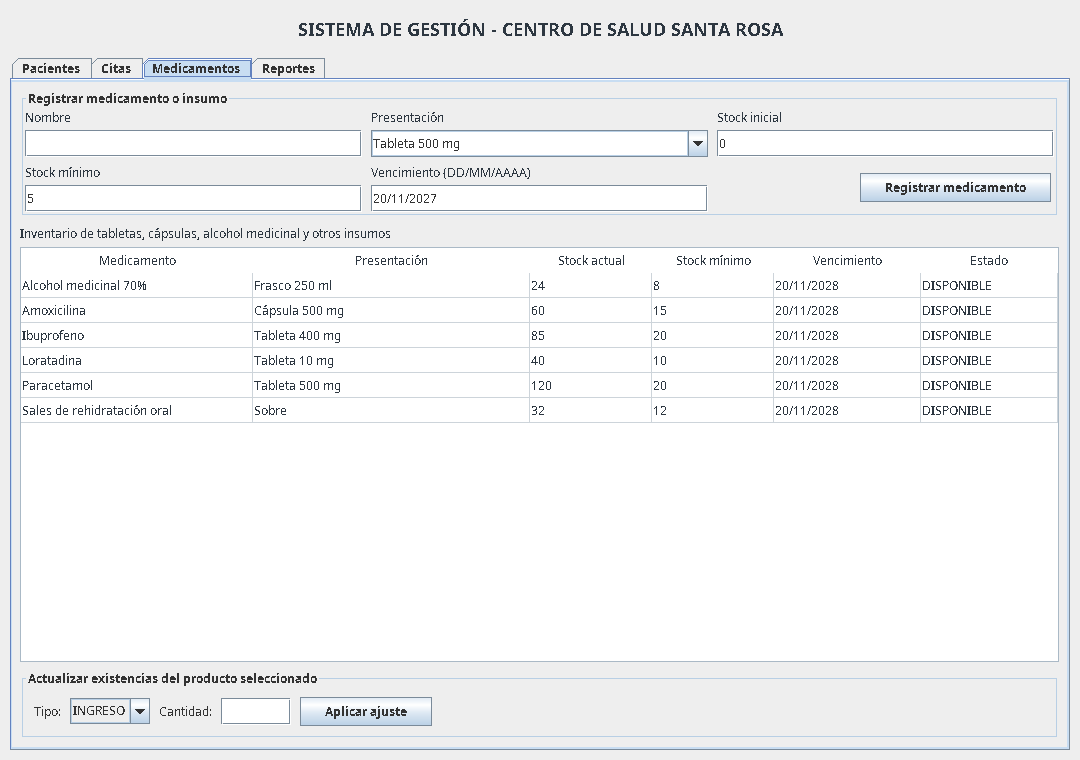 SISTEMA DE GESTIÓN - CENTRO DE SALUD SANTA ROSA
Pacientes Citas Medicamentos Reportes
Registrar medicamento o insumo
Nombre Presentación Stock inicial
Tableta 500 mg 0
Stock mínimo Vencimiento (DD/MM/AAAA)
5 20/11/2027 Registrar medicamento
Inventario de tabletas, cápsulas, alcohol medicinal y otros insumos
Medicamento Presentación Stock actual Stock mínimo Vencimiento Estado
Alcohol medicinal 70% Frasco 250 ml 24 8 20/11/2028 DISPONIBLE
Amoxicilina Cápsula 500 mg 60 15 20/11/2028 DISPONIBLE
Ibuprofeno Tableta 400 mg 85 20 20/11/2028 DISPONIBLE
Loratadina Tableta 10 mg 40 10 20/11/2028 DISPONIBLE
Paracetamol Tableta 500 mg 120 20 20/11/2028 DISPONIBLE
Sales de rehidratación oral Sobre 32 12 20/11/2028 DISPONIBLE
Actualizar existencias del producto seleccionado
Tipo: INGRESO Cantidad: Aplicar ajuste